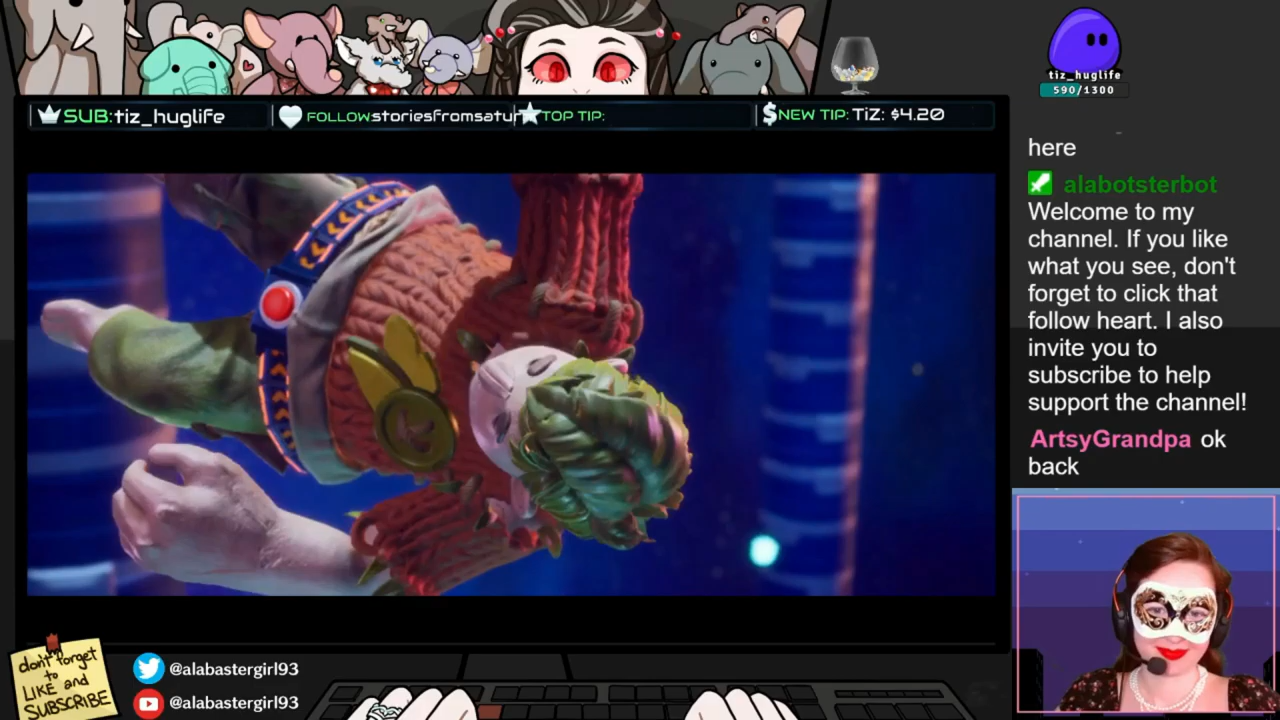 SUB:tiz_huglife
FOLLOW:storiesfromsatur
TOP TIP:
NEW TIP: TiZ: $4.20
tiz_huglife
590/1300
here
alabotsterbot
Welcome to my
channel. If you like
what you see, don't
forget to click that
follow heart. I also
invite you to
subscribe to help
support the channel!
ArtsyGrandpa ok
back
don't forget
to
LIKE and
SUBSCRIBE
@alabastergirl93
@alabastergirl93